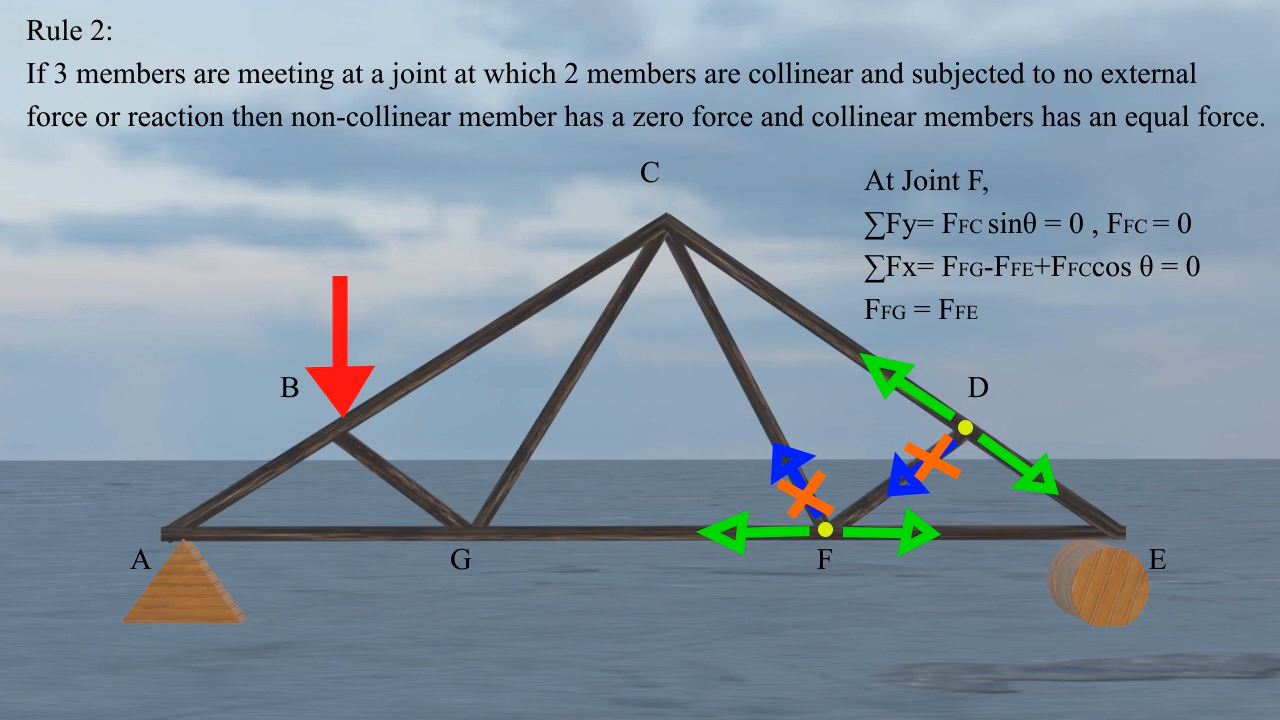 Rule 2:
If 3 members are meeting at a joint at which 2 members are collinear and subjected to no external
force or reaction then non-collinear member has a zero force and collinear members has an equal force.
C
At Joint F,
∑Fy= FFC sinθ = 0 , FFC = 0
∑Fx= FFG-FFE+FFCcos θ = 0
FFG = FFE
B
D
A
G
F
E